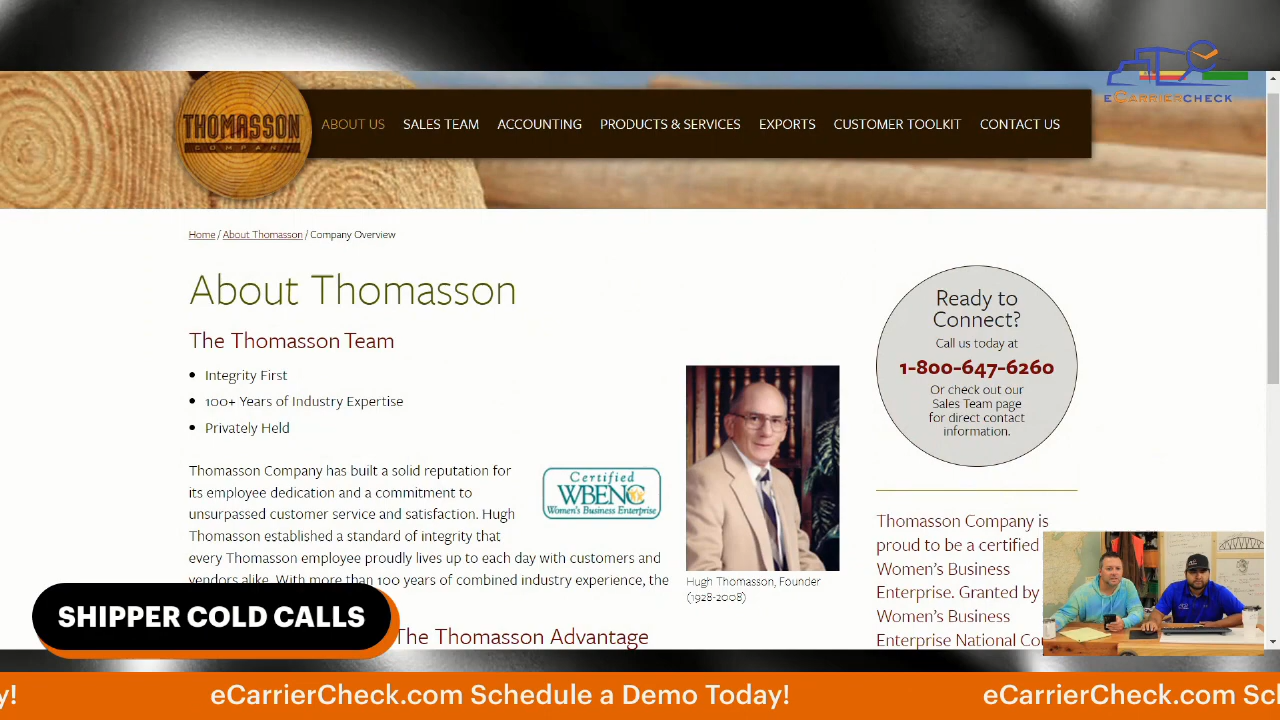 eCARRIERCHECK
THOMASSON
COMPANY
ABOUT US SALES TEAM ACCOUNTING PRODUCTS & SERVICES EXPORTS CUSTOMER TOOLKIT CONTACT US
Home / About Thomasson / Company Overview
About Thomasson
The Thomasson Team
• Integrity First
• 100+ Years of Industry Expertise
• Privately Held
Thomasson Company has built a solid reputation for
its employee dedication and a commitment to
unsurpassed customer service and satisfaction. Hugh
Thomasson established a standard of integrity that
every Thomasson employee proudly lives up to each day with customers and
vendors alike. With more than 100 years of combined industry experience, the
Certified
WBENC
Women's Business Enterprise
Hugh Thomasson, Founder
(1928-2008)
The Thomasson Advantage
Ready to
Connect?
Call us today at
1-800-647-6260
Or check out our
Sales Team page
for direct contact
information.
Thomasson Company is
proud to be a certified
Women's Business
Enterprise. Granted by
Women's Business
Enterprise National Co
SHIPPER COLD CALLS
y! eCarrierCheck.com Schedule a Demo Today! eCarrierCheck.com Sch